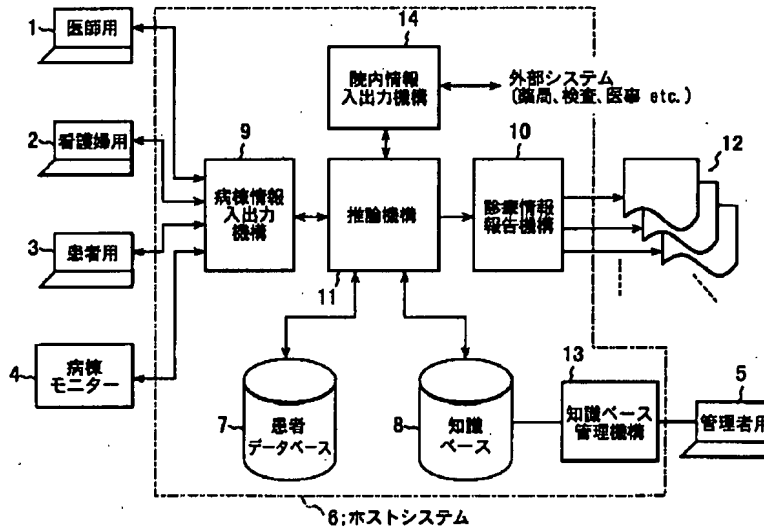 1
医師用
14
院内情報
入出力機構
外部システム
(薬局、検査、医事 etc.)
2
看護婦用
9
病棟情報
入出力
機構
推論機構
11
10
診療情報
報告機構
12
3
患者用
4
病棟
モニター
7
患者
データベース
8
知識
ベース
13
知識ベース
管理機構
5
管理者用
6;ホストシステム